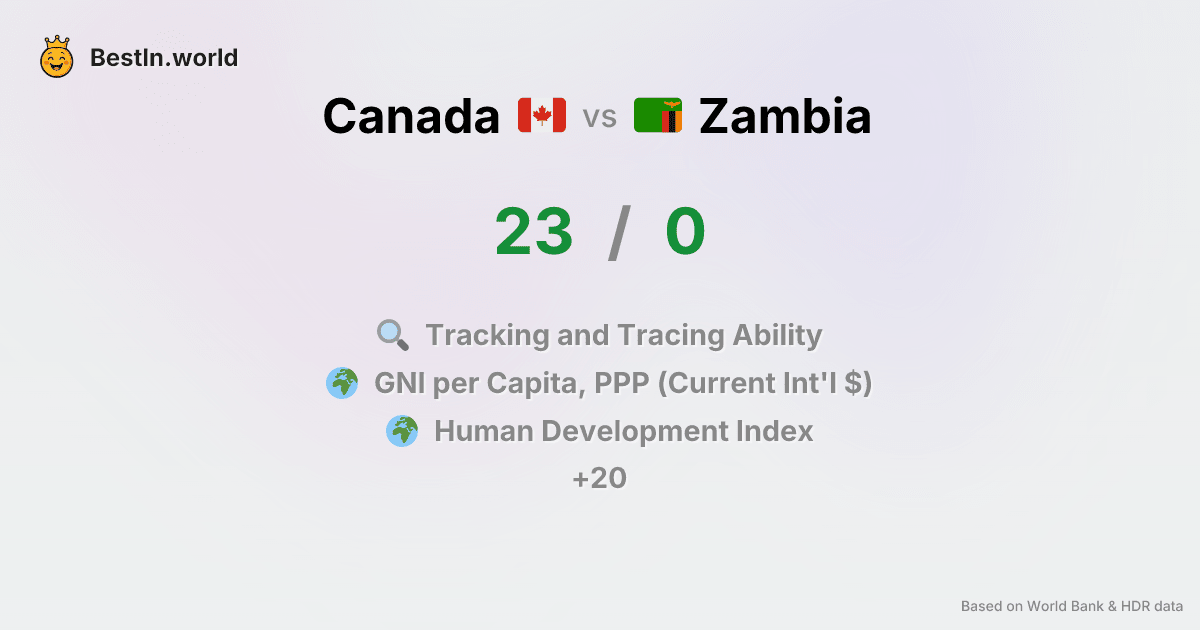 BestIn.world
Canada vs Zambia
23 / 0
Tracking and Tracing Ability
GNI per Capita, PPP (Current Int'l $)
Human Development Index
+20
Based on World Bank & HDR data